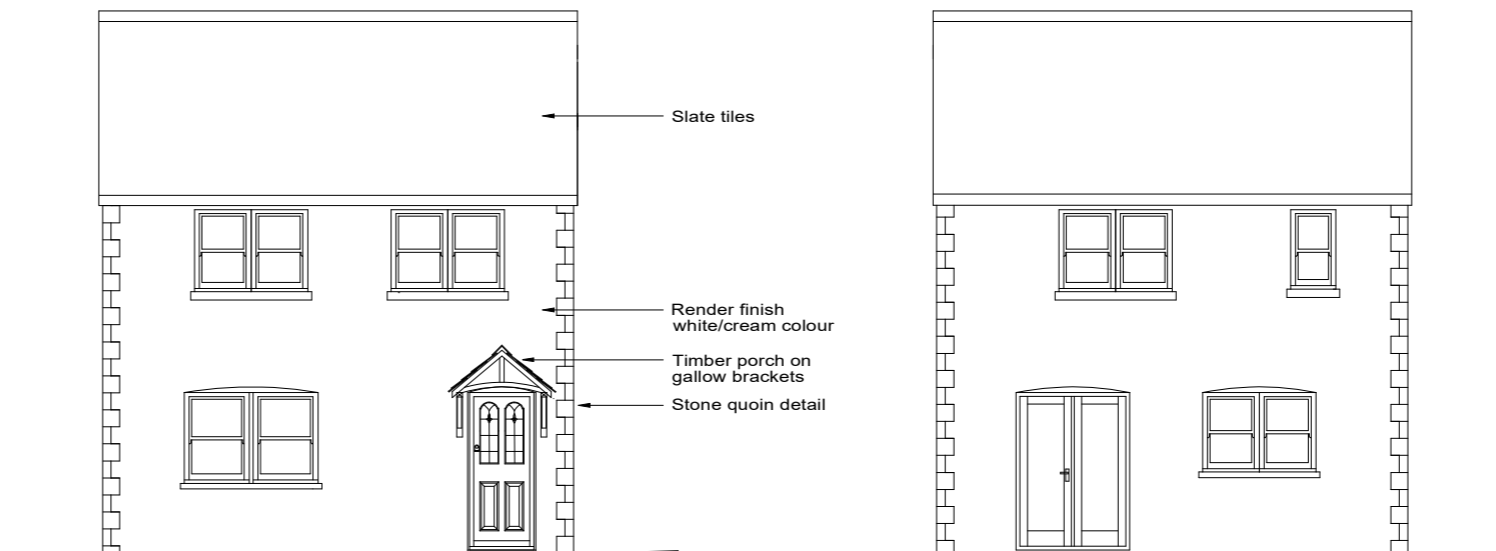 Slate tiles
Render finish
white/cream colour
Timber porch on
gallow brackets
Stone quoin detail